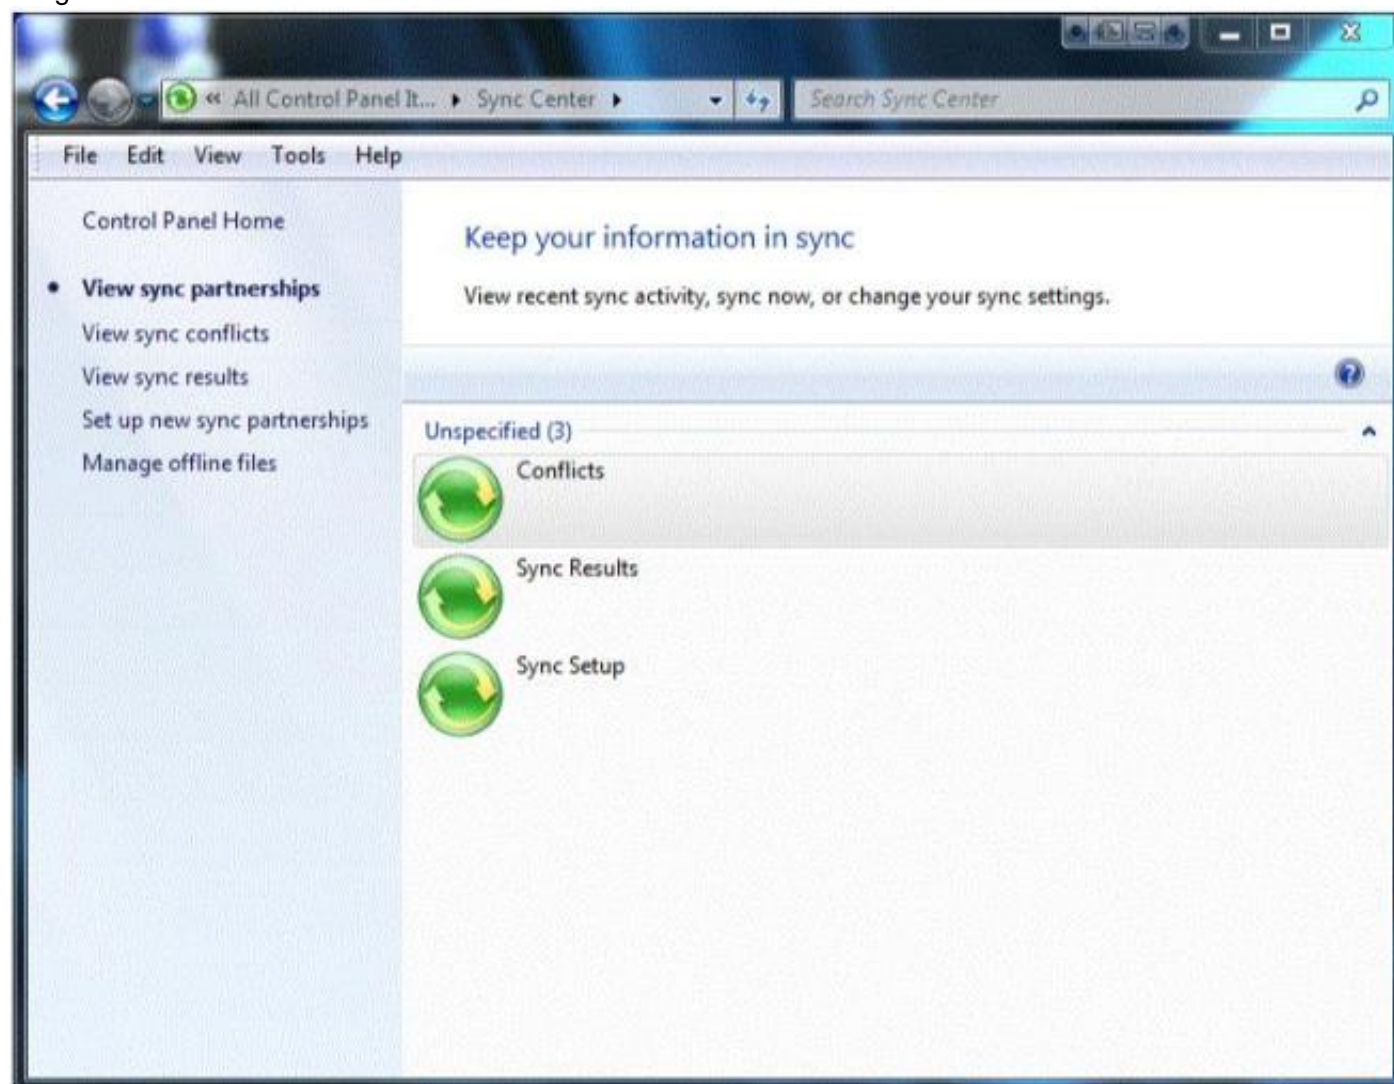 « All Control Panel It... ▸ Sync Center ▸
Search Sync Center
File Edit View Tools Help
Control Panel Home
View sync partnerships
View sync conflicts
View sync results
Set up new sync partnerships
Manage offline files
Keep your information in sync
View recent sync activity, sync now, or change your sync settings.
Unspecified (3)
Conflicts
Sync Results
Sync Setup